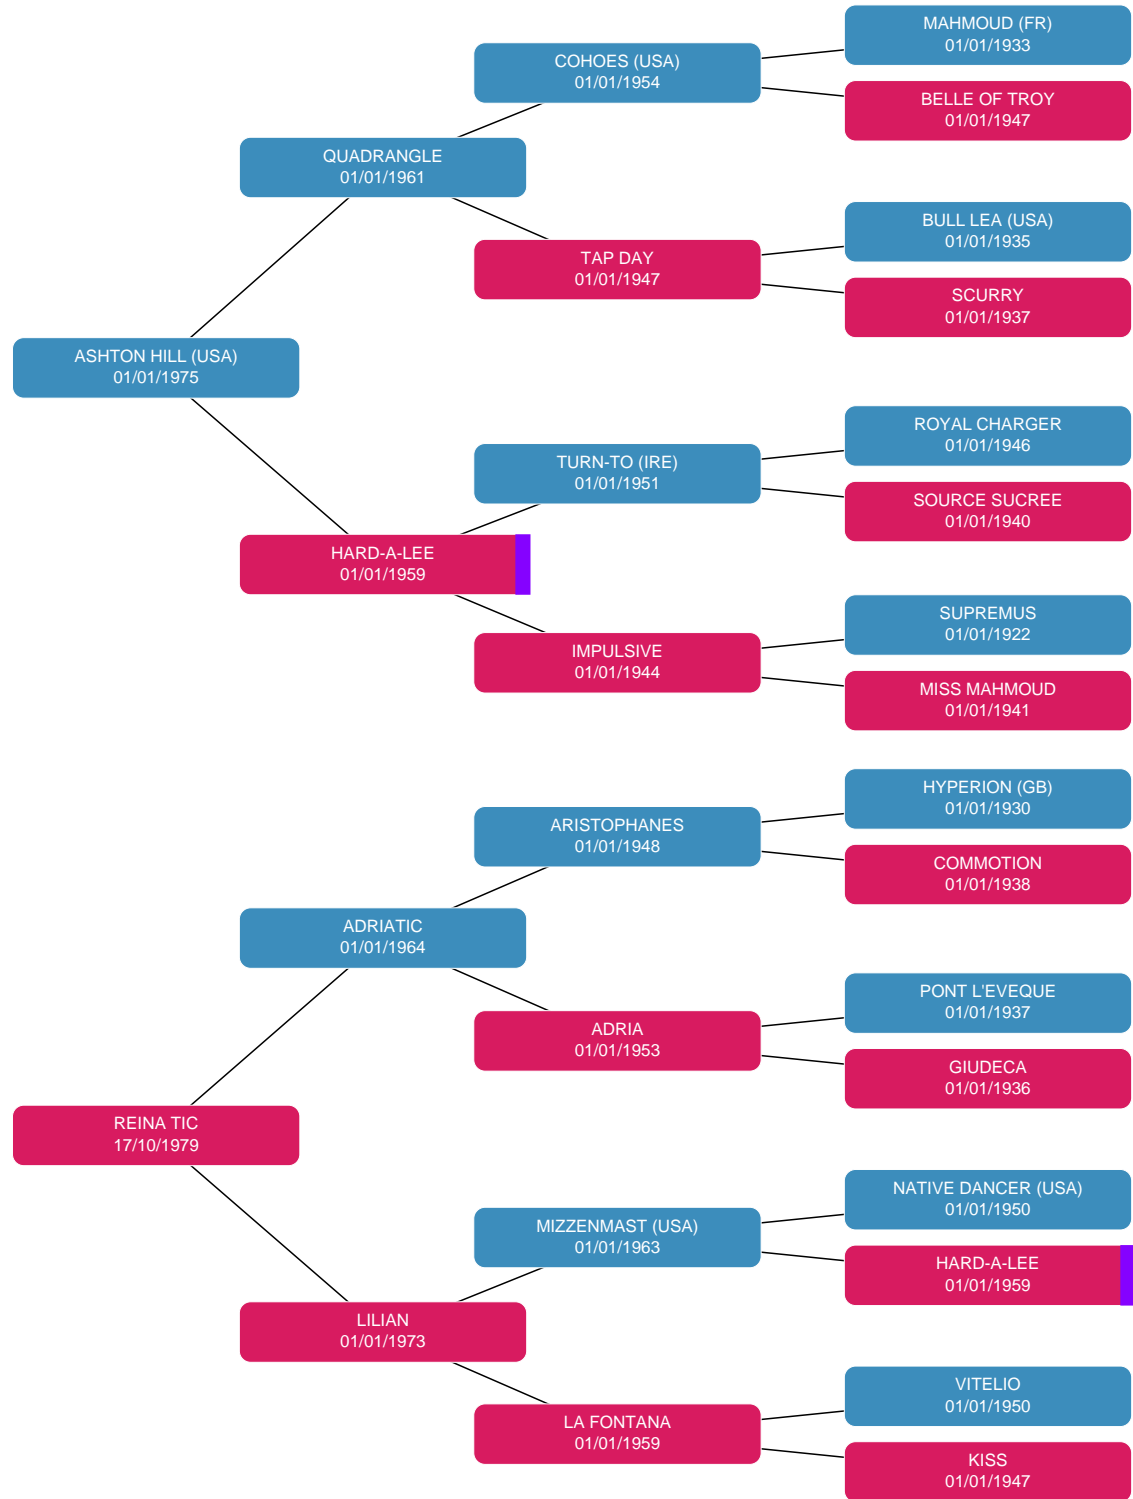 MAHMOUD (FR)
01/01/1933
COHOES (USA)
01/01/1954
BELLE OF TROY
01/01/1947
QUADRANGLE
01/01/1961
BULL LEA (USA)
01/01/1935
TAP DAY
01/01/1947
SCURRY
01/01/1937
ASHTON HILL (USA)
01/01/1975
ROYAL CHARGER
01/01/1946
TURN-TO (IRE)
01/01/1951
SOURCE SUCREE
01/01/1940
HARD-A-LEE
01/01/1959
SUPREMUS
01/01/1922
IMPULSIVE
01/01/1944
MISS MAHMOUD
01/01/1941
HYPERION (GB)
01/01/1930
ARISTOPHANES
01/01/1948
COMMOTION
01/01/1938
ADRIATIC
01/01/1964
PONT L'EVEQUE
01/01/1937
ADRIA
01/01/1953
GIUDECA
01/01/1936
REINA TIC
17/10/1979
NATIVE DANCER (USA)
01/01/1950
MIZZENMAST (USA)
01/01/1963
HARD-A-LEE
01/01/1959
LILIAN
01/01/1973
VITELIO
01/01/1950
LA FONTANA
01/01/1959
KISS
01/01/1947